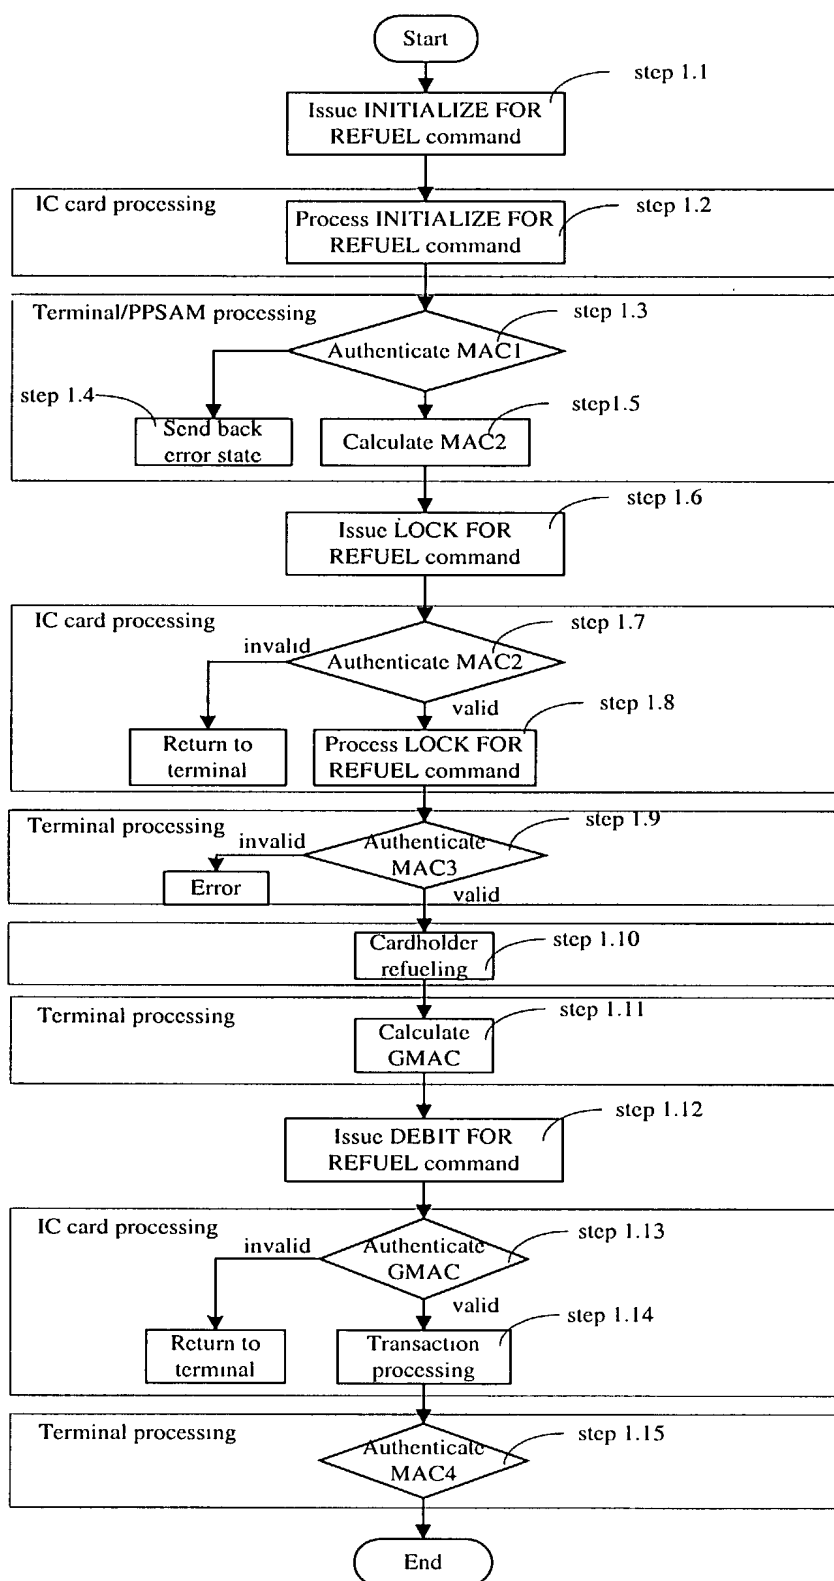 Start
step 1.1
Issue INITIALIZE FOR
REFUEL command
IC card processing
step 1.2
Process INITIALIZE FOR
REFUEL command
Terminal/PPSAM processing
step 1.3
Authenticate MAC1
step 1.4
step1.5
Send back
error state
Calculate MAC2
step 1.6
Issue LOCK FOR
REFUEL command
IC card processing
step 1.7
invalid
Authenticate MAC2
valid
step 1.8
Return to
terminal
Process LOCK FOR
REFUEL command
Terminal processing
step 1.9
invalid
Authenticate
MAC3
Error
valid
Cardholder
refueling
step 1.10
Terminal processing
step 1.11
Calculate
GMAC
step 1.12
Issue DEBIT FOR
REFUEL command
IC card processing
step 1.13
invalid
Authenticate
GMAC
valid
step 1.14
Return to
terminal
Transaction
processing
Terminal processing
step 1.15
Authenticate
MAC4
End